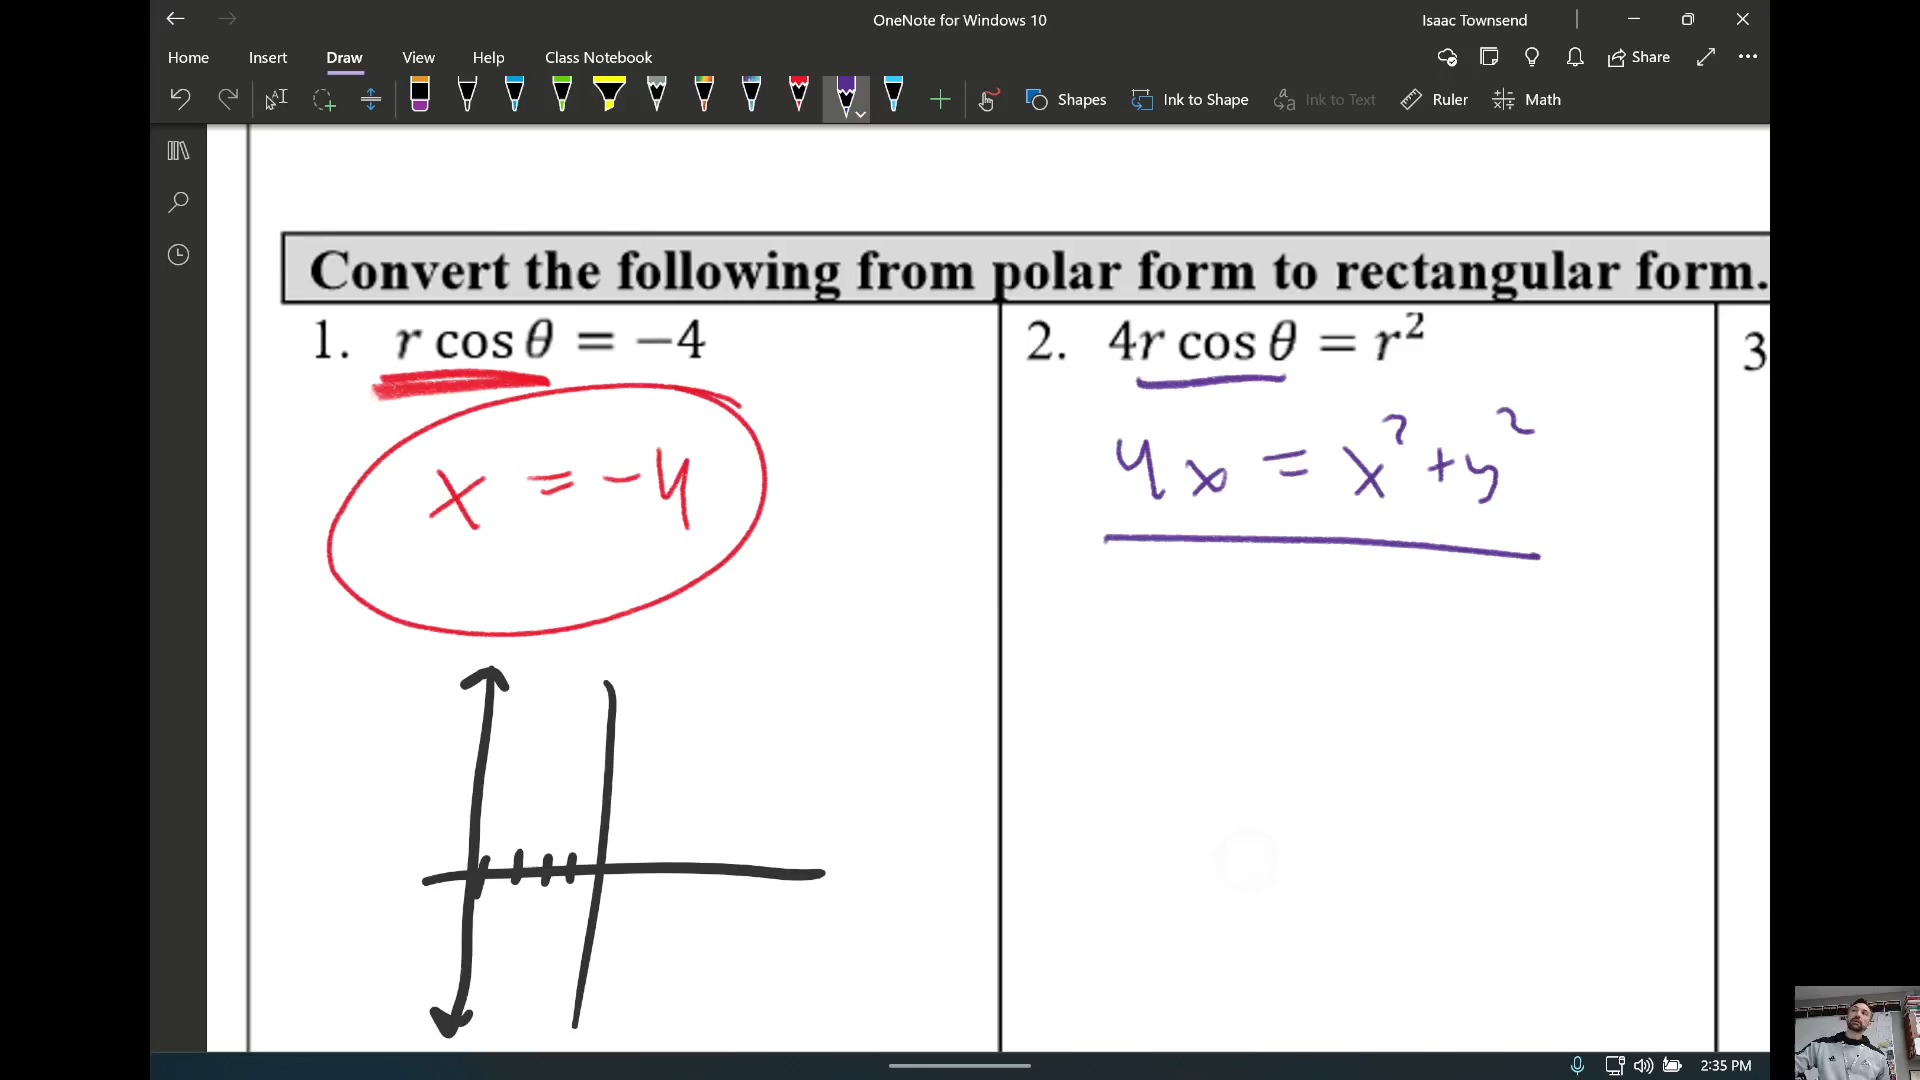 OneNote for Windows 10
Isaac Townsend
Home Insert Draw View Help Class Notebook
Share
Shapes Ink to Shape Ink to Text Ruler Math
Convert the following from polar form to rectangular form.
1. r cos θ = −4
2. 4r cos θ = r²
3
x = -4
4x = x² + y²
2:35 PM